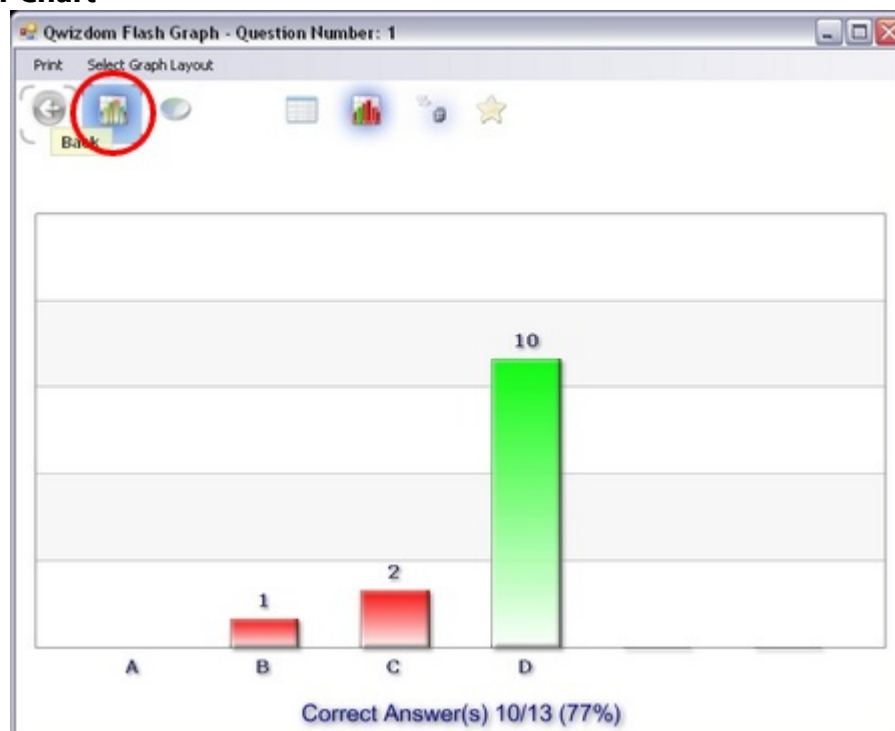 Qwizdom Flash Graph - Question Number: 1
Print Select Graph Layout
Back
10
2
1
A B C D
Correct Answer(s) 10/13 (77%)